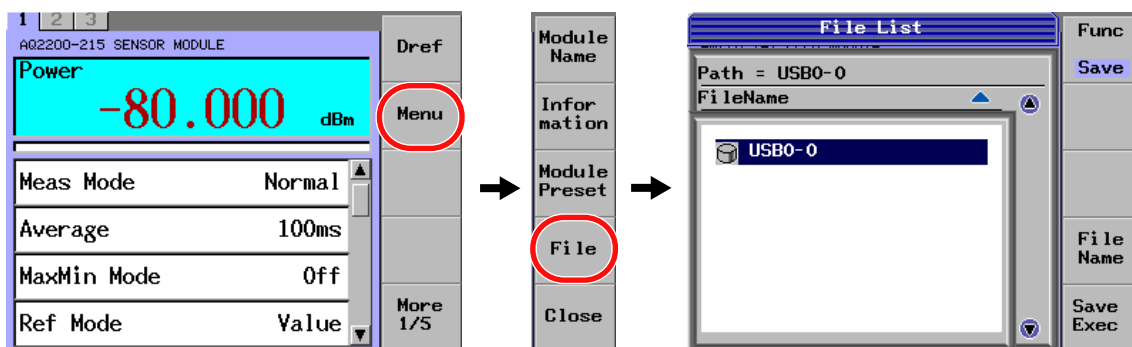 1 2 3
AQ2200-215 SENSOR MODULE
Power
-80.000 dBm
Meas Mode Normal
Average 100ms
MaxMin Mode Off
Ref Mode Value
Dref
Menu
More
1/5
Module
Name
Infor
mation
Module
Preset
File
Close
File List
Path = USB0-0
FileName
USB0-0
Func
Save
File
Name
Save
Exec